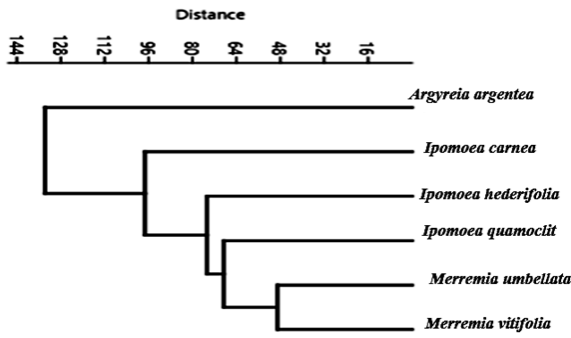 Distance
144 128 112 96 80 64 48 32 16
Argyreia argentea
Ipomoea carnea
Ipomoea hederifolia
Ipomoea quamoclit
Merremia umbellata
Merremia vitifolia